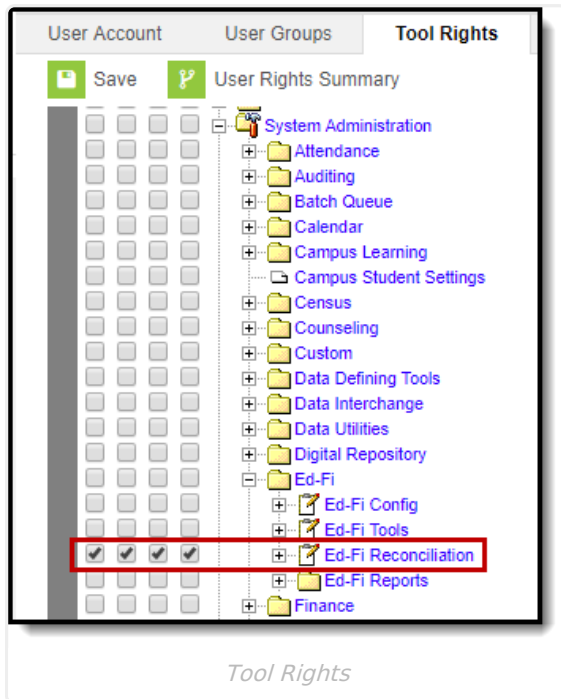 User Account User Groups Tool Rights
Save User Rights Summary
System Administration
Attendance
Auditing
Batch Queue
Calendar
Campus Learning
Campus Student Settings
Census
Counseling
Custom
Data Defining Tools
Data Interchange
Data Utilities
Digital Repository
Ed-Fi
Ed-Fi Config
Ed-Fi Tools
Ed-Fi Reconciliation
Ed-Fi Reports
Finance
Tool Rights